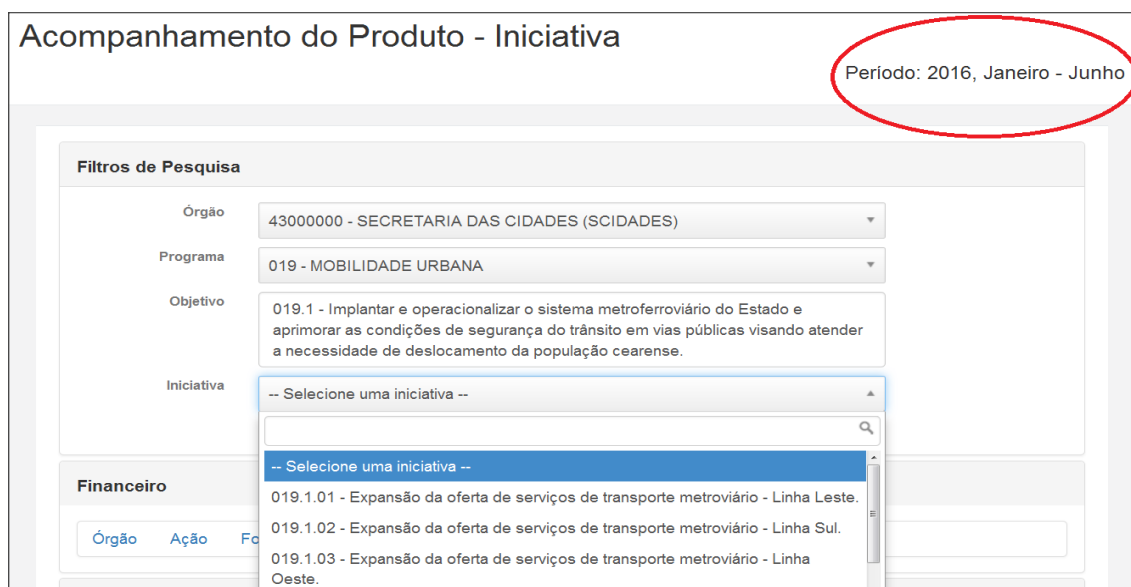 Acompanhamento do Produto - Iniciativa
Período: 2016, Janeiro - Junho
Filtros de Pesquisa
Órgão
43000000 - SECRETARIA DAS CIDADES (SCIDADES)
Programa
019 - MOBILIDADE URBANA
Objetivo
019.1 - Implantar e operacionalizar o sistema metroferroviário do Estado e
aprimorar as condições de segurança do trânsito em vias públicas visando atender
a necessidade de deslocamento da população cearense.
Iniciativa
-- Selecione uma iniciativa --
-- Selecione uma iniciativa --
019.1.01 - Expansão da oferta de serviços de transporte metroviário - Linha Leste.
019.1.02 - Expansão da oferta de serviços de transporte metroviário - Linha Sul.
019.1.03 - Expansão da oferta de serviços de transporte metroviário - Linha
Oeste.
Financeiro
Órgão Ação